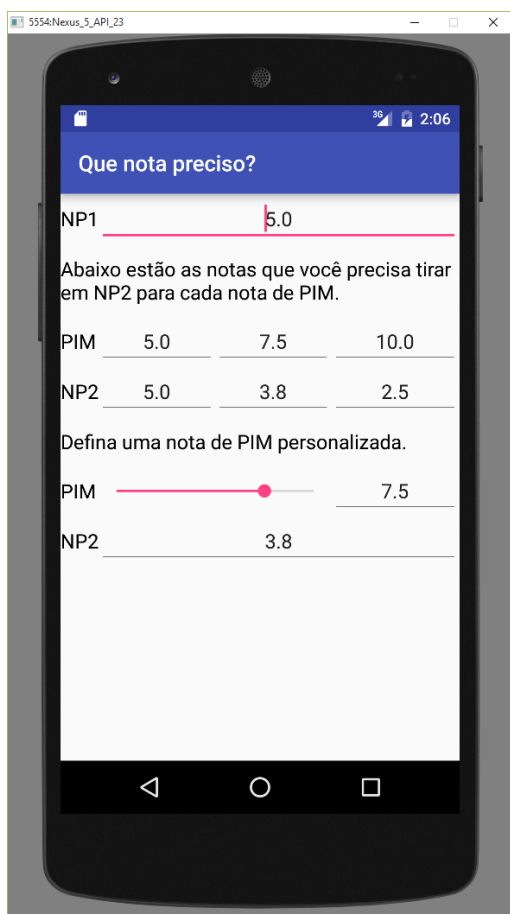 5554:Nexus_5_API_23
3G 2:06
Que nota preciso?
NP1 5.0
Abaixo estão as notas que você precisa tirar
em NP2 para cada nota de PIM.
PIM 5.0 7.5 10.0
NP2 5.0 3.8 2.5
Defina uma nota de PIM personalizada.
PIM 7.5
NP2 3.8